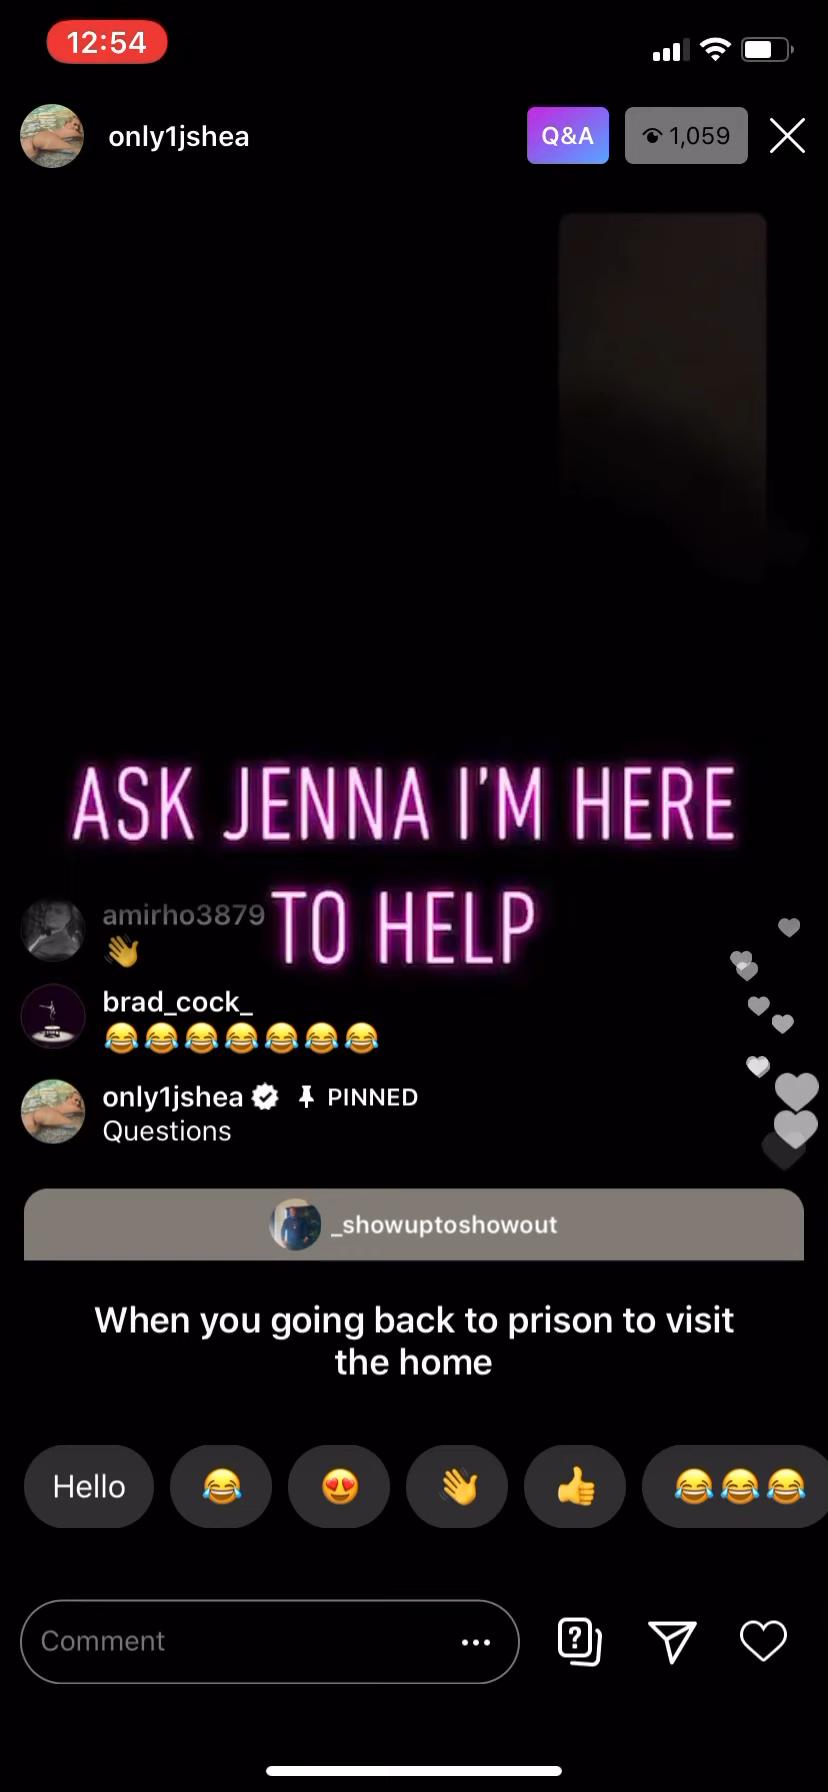 12:54
only1jshea
Q&A
1,059
ASK JENNA I'M HERE
TO HELP
amirho3879
👋
brad_cock_
😂😂😂😂😂😂😂
only1jshea PINNED
Questions
_showuptoshowout
When you going back to prison to visit
the home
Hello 😂 😍 👋 👍 😂😂😂
Comment